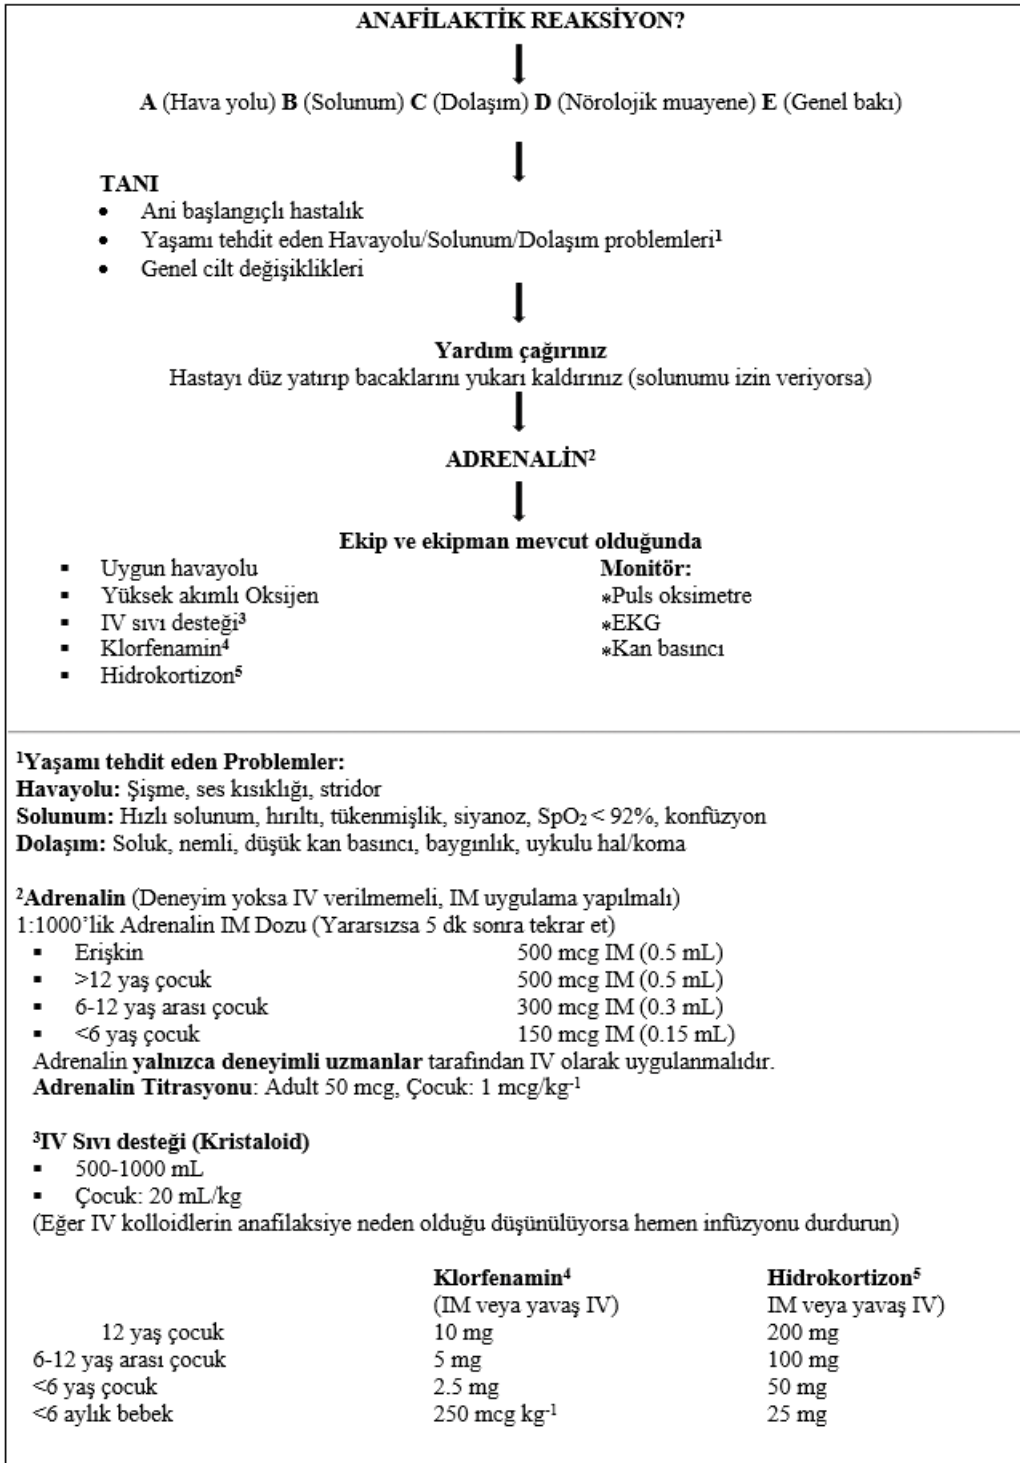 ANAFİLAKTİK REAKSİYON?
A (Hava yolu) B (Solunum) C (Dolaşım) D (Nörolojik muayene) E (Genel bakı)
TANI
• Ani başlangıçlı hastalık
• Yaşamı tehdit eden Havayolu/Solunum/Dolaşım problemleri¹
• Genel cilt değişiklikleri
Yardım çağırınız
Hastayı düz yatırıp bacaklarını yukarı kaldırınız (solunumu izin veriyorsa)
ADRENALİN²
Ekip ve ekipman mevcut olduğunda
▪ Uygun havayolu
▪ Yüksek akımlı Oksijen
▪ IV sıvı desteği³
▪ Klorfenamin⁴
▪ Hidrokortizon⁵
Monitör:
*Puls oksimetre
*EKG
*Kan basıncı
¹Yaşamı tehdit eden Problemler:
Havayolu: Şişme, ses kısıklığı, stridor
Solunum: Hızlı solunum, hırıltı, tükenmişlik, siyanoz, SpO₂ < 92%, konfüzyon
Dolaşım: Soluk, nemli, düşük kan basıncı, baygınlık, uykulu hal/koma
²Adrenalin (Deneyim yoksa IV verilmemeli, IM uygulama yapılmalı)
1:1000’lik Adrenalin IM Dozu (Yararsızsa 5 dk sonra tekrar et)
▪ Erişkin 500 mcg IM (0.5 mL)
▪ >12 yaş çocuk 500 mcg IM (0.5 mL)
▪ 6-12 yaş arası çocuk 300 mcg IM (0.3 mL)
▪ <6 yaş çocuk 150 mcg IM (0.15 mL)
Adrenalin yalnızca deneyimli uzmanlar tarafından IV olarak uygulanmalıdır.
Adrenalin Titrasyonu: Adult 50 mcg, Çocuk: 1 mcg/kg⁻¹
³IV Sıvı desteği (Kristaloid)
▪ 500-1000 mL
▪ Çocuk: 20 mL/kg
(Eğer IV kolloidlerin anafilaksiye neden olduğu düşünülüyorsa hemen infüzyonu durdurun)
Klorfenamin⁴ Hidrokortizon⁵
(IM veya yavaş IV) IM veya yavaş IV)
12 yaş çocuk 10 mg 200 mg
6-12 yaş arası çocuk 5 mg 100 mg
<6 yaş çocuk 2.5 mg 50 mg
<6 aylık bebek 250 mcg kg⁻¹ 25 mg